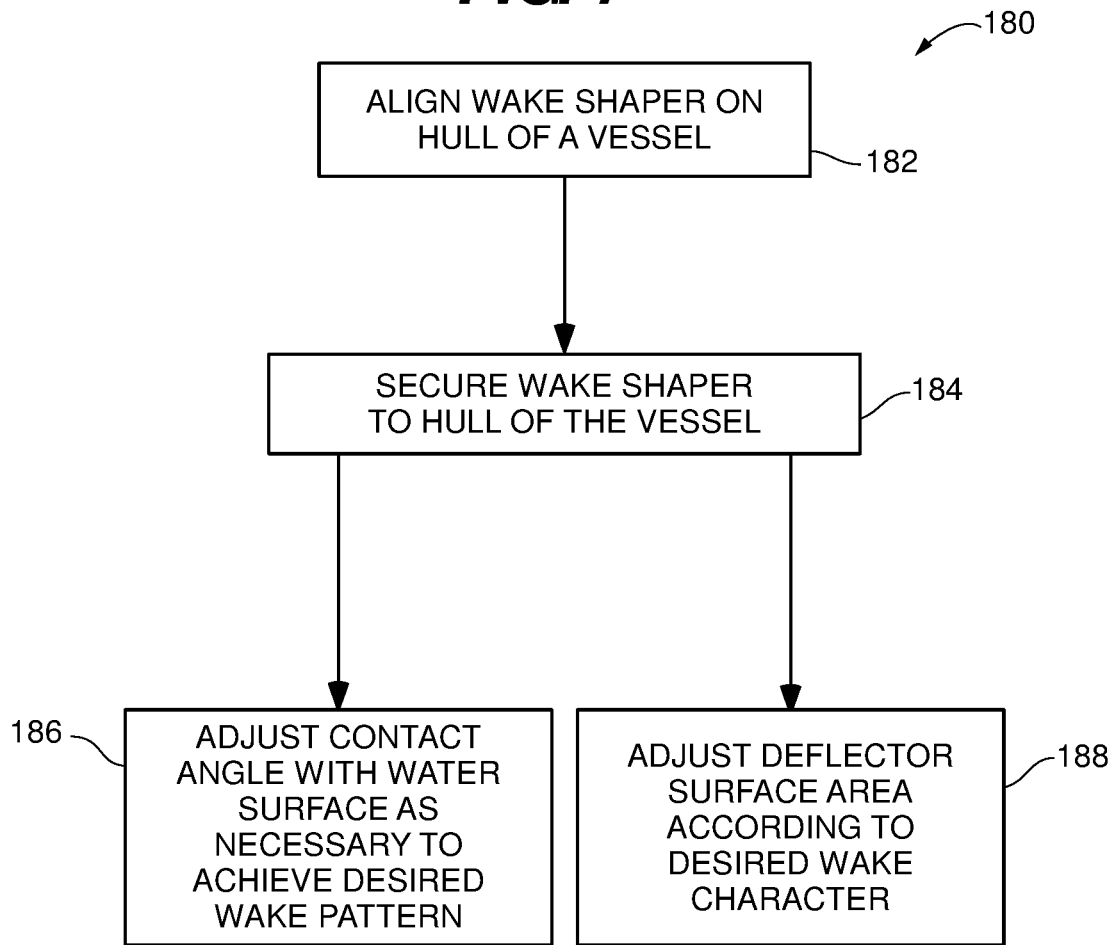 180
ALIGN WAKE SHAPER ON
HULL OF A VESSEL
182
SECURE WAKE SHAPER
TO HULL OF THE VESSEL
184
186
ADJUST CONTACT
ANGLE WITH WATER
SURFACE AS
NECESSARY TO
ACHIEVE DESIRED
WAKE PATTERN
ADJUST DEFLECTOR
SURFACE AREA
ACCORDING TO
DESIRED WAKE
CHARACTER
188